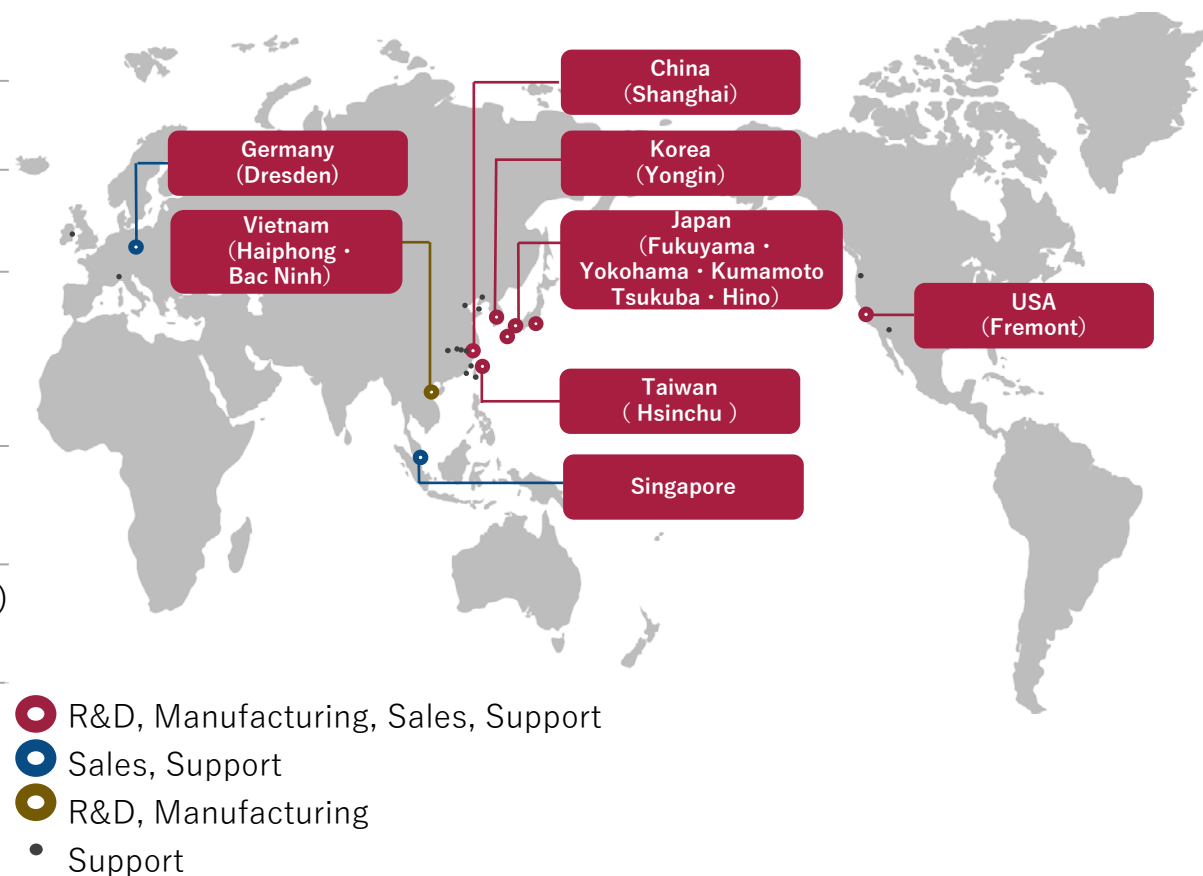 China
（Shanghai）
Germany
（Dresden）
Korea
（Yongin）
Vietnam
（Haiphong・
Bac Ninh）
Japan
（Fukuyama・
Yokohama・Kumamoto
Tsukuba・Hino）
USA
（Fremont）
Taiwan
（ Hsinchu ）
Singapore
)
R&D, Manufacturing, Sales, Support
Sales, Support
R&D, Manufacturing
Support